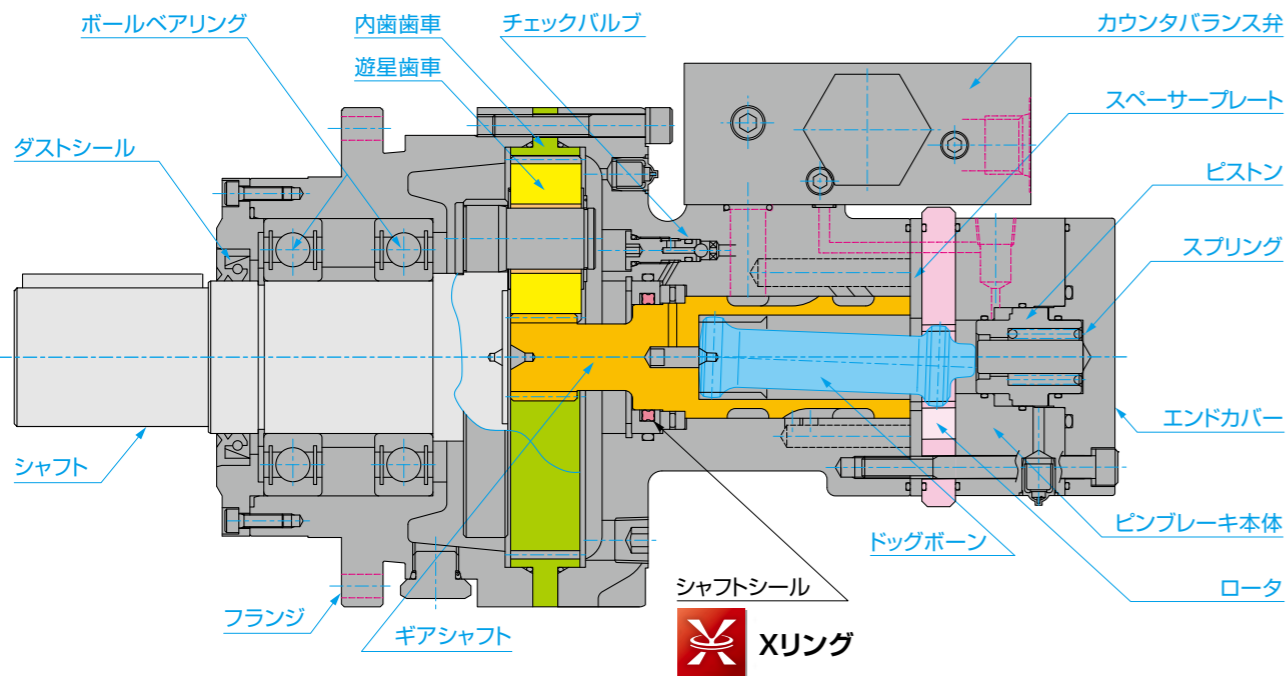 ボールベアリング
内歯歯車
チェックバルブ
カウンタバランス弁
遊星歯車
スペーサープレート
ダストシール
ピストン
スプリング
シャフト
エンドカバー
ピンブレーキ本体
ドッグボーン
シャフトシール
ロータ
フランジ
ギアシャフト
Xリング